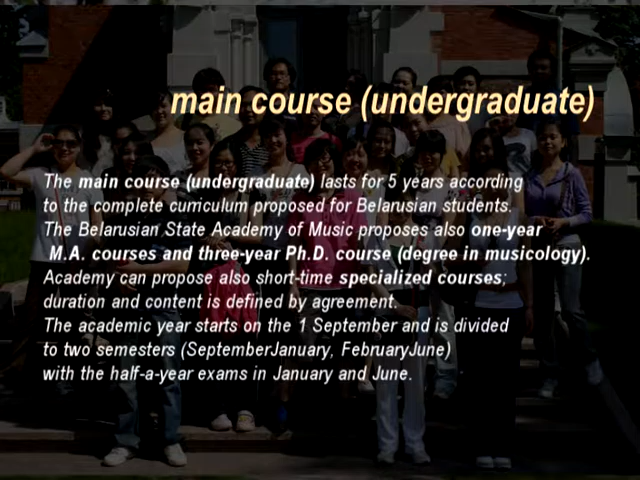 main course (undergraduate)
The main course (undergraduate) lasts for 5 years according
to the complete curriculum proposed for Belarusian students.
The Belarusian State Academy of Music proposes also one-year
M.A. courses and three-year Ph.D. course (degree in musicology).
Academy can propose also short-time specialized courses;
duration and content is defined by agreement.
The academic year starts on the 1 September and is divided
to two semesters (SeptemberJanuary, FebruaryJune)
with the half-a-year exams in January and June.